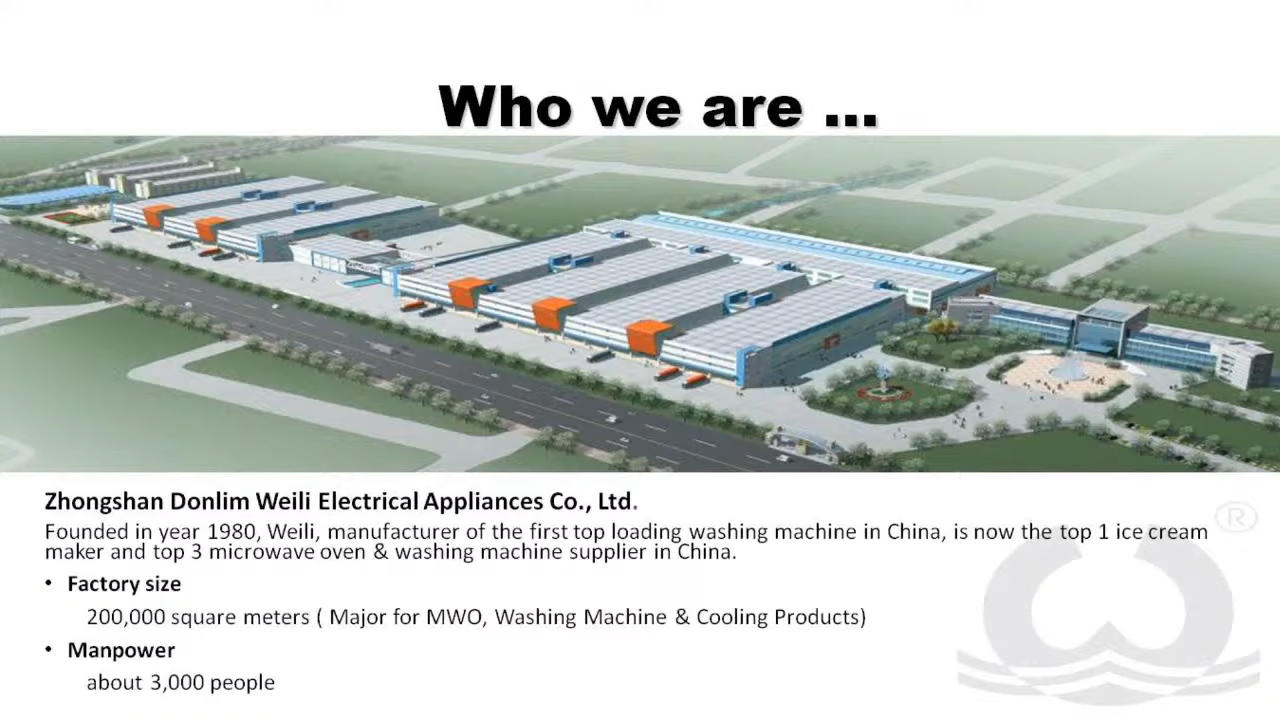 Who we are ...
Zhongshan Donlim Weili Electrical Appliances Co., Ltd.
Founded in year 1980, Weili, manufacturer of the first top loading washing machine in China, is now the top 1 ice cream
maker and top 3 microwave oven & washing machine supplier in China.
• Factory size
200,000 square meters ( Major for MWO, Washing Machine & Cooling Products)
• Manpower
about 3,000 people
®